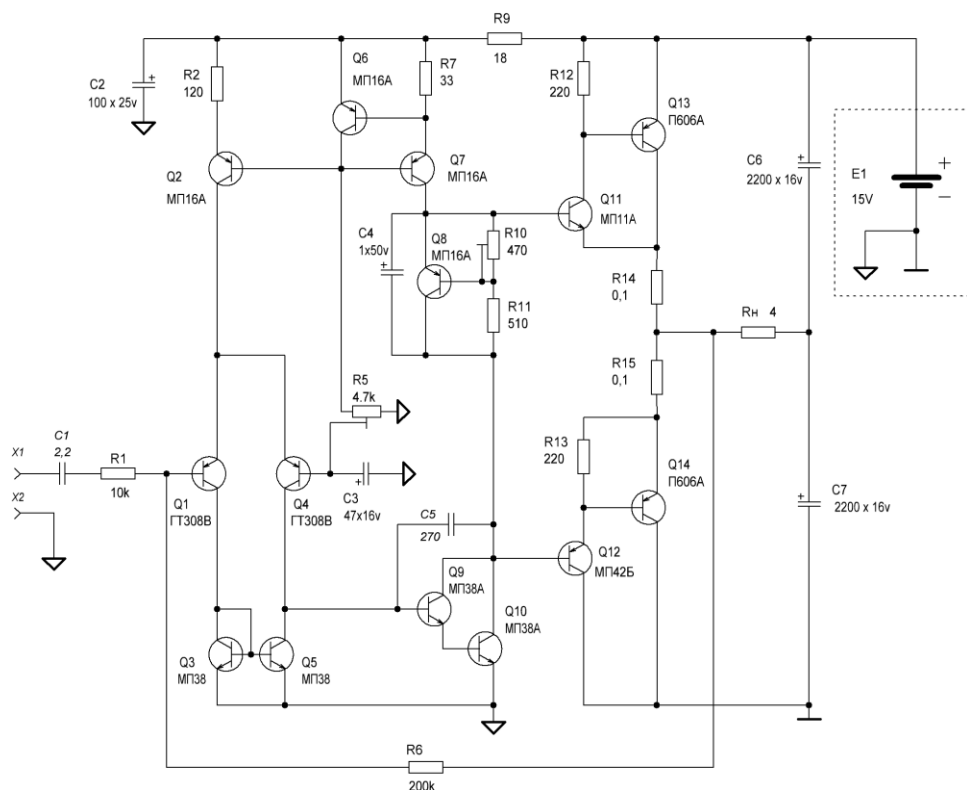 R9
18
R2
120
Q6
МП16А
R7
33
R12
220
Q13
П606А
C2
100 x 25v
+
Q2
МП16А
Q7
МП16А
C6
2200 x 16v
+
E1
15V
+
−
C4
1x50v
+
Q8
МП16А
R10
470
Q11
МП11А
R11
510
R14
0,1
Rн 4
R15
0,1
R5
4.7k
X1
X2
C1
2,2
R1
10k
Q1
ГТ308В
Q4
ГТ308В
C3
47x16v
+
R13
220
Q14
П606А
C7
2200 x 16v
+
C5
270
Q9
МП38А
Q10
МП38А
Q12
МП42Б
Q3
МП38
Q5
МП38
R6
200k